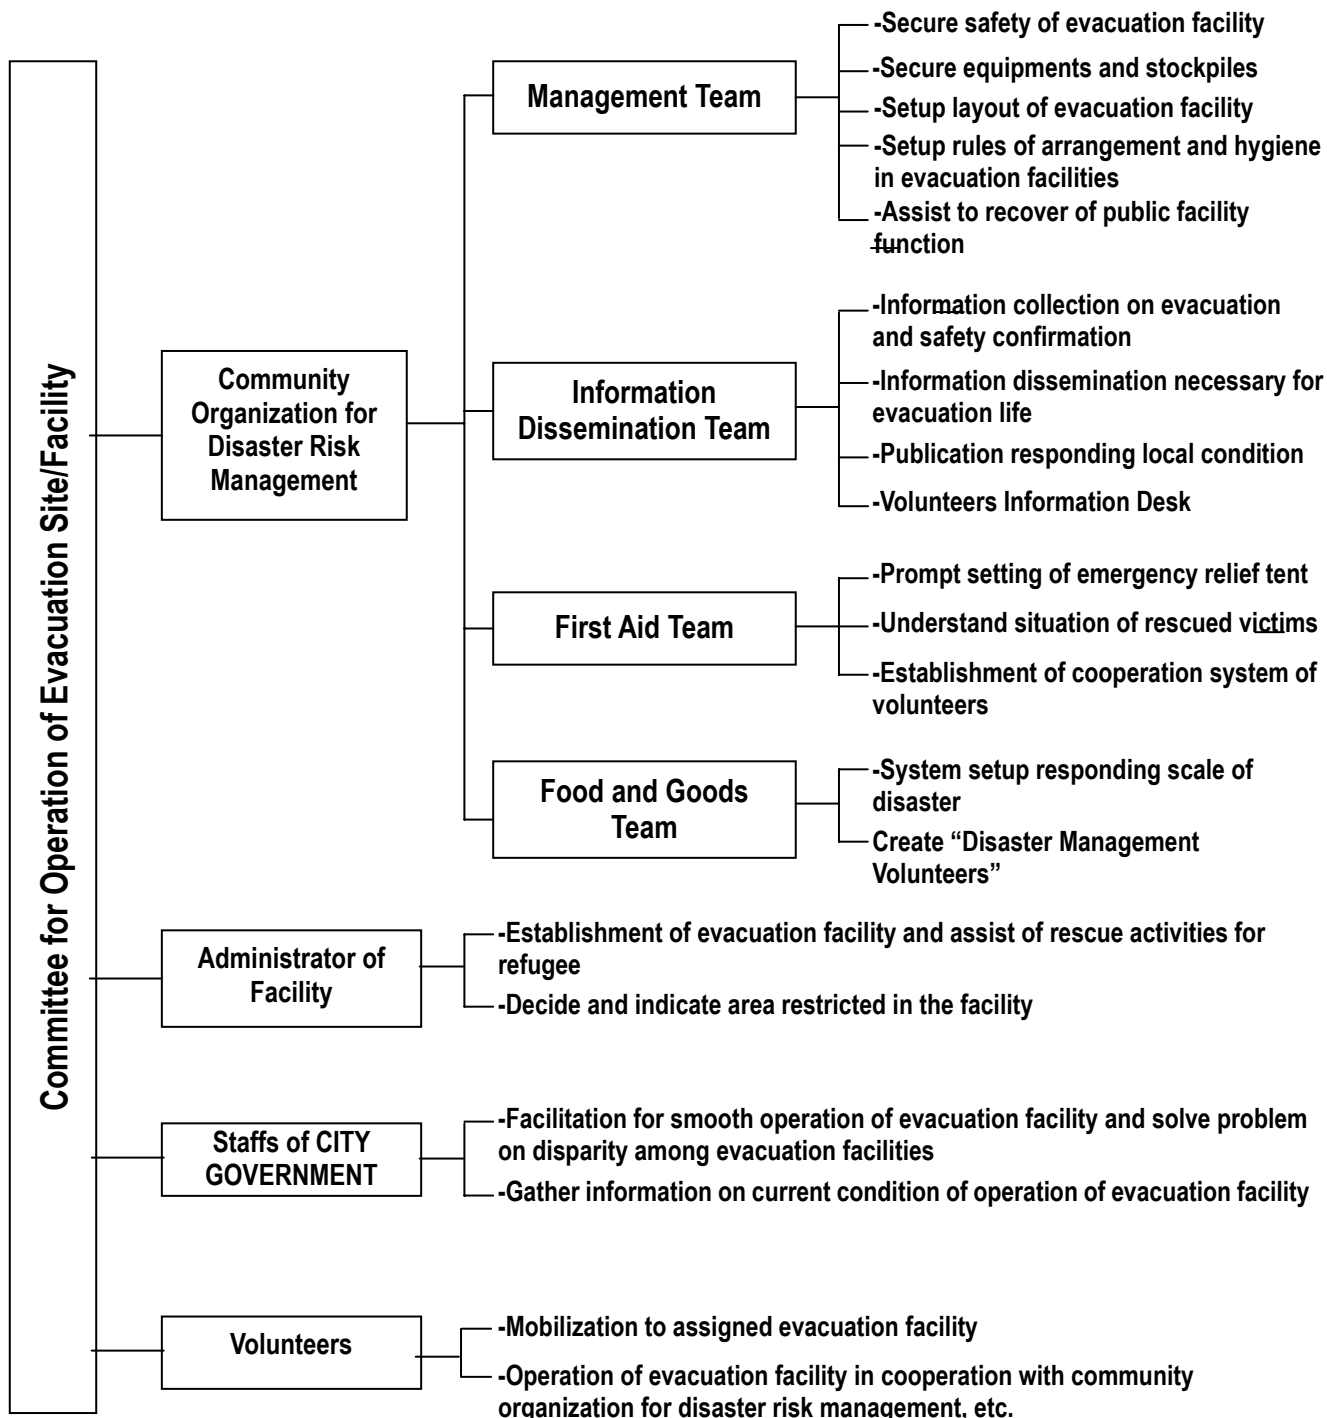 Committee for Operation of Evacuation Site/Facility
Community
Organization for
Disaster Risk
Management
Management Team
-Secure safety of evacuation facility
-Secure equipments and stockpiles
-Setup layout of evacuation facility
-Setup rules of arrangement and hygiene
in evacuation facilities
-Assist to recover of public facility
function
Information
Dissemination Team
-Information collection on evacuation
and safety confirmation
-Information dissemination necessary for
evacuation life
-Publication responding local condition
-Volunteers Information Desk
First Aid Team
-Prompt setting of emergency relief tent
-Understand situation of rescued victims
-Establishment of cooperation system of
volunteers
Food and Goods
Team
-System setup responding scale of
disaster
Create “Disaster Management
Volunteers”
Administrator of
Facility
-Establishment of evacuation facility and assist of rescue activities for
refugee
-Decide and indicate area restricted in the facility
Staffs of CITY
GOVERNMENT
-Facilitation for smooth operation of evacuation facility and solve problem
on disparity among evacuation facilities
-Gather information on current condition of operation of evacuation facility
Volunteers
-Mobilization to assigned evacuation facility
-Operation of evacuation facility in cooperation with community
organization for disaster risk management, etc.